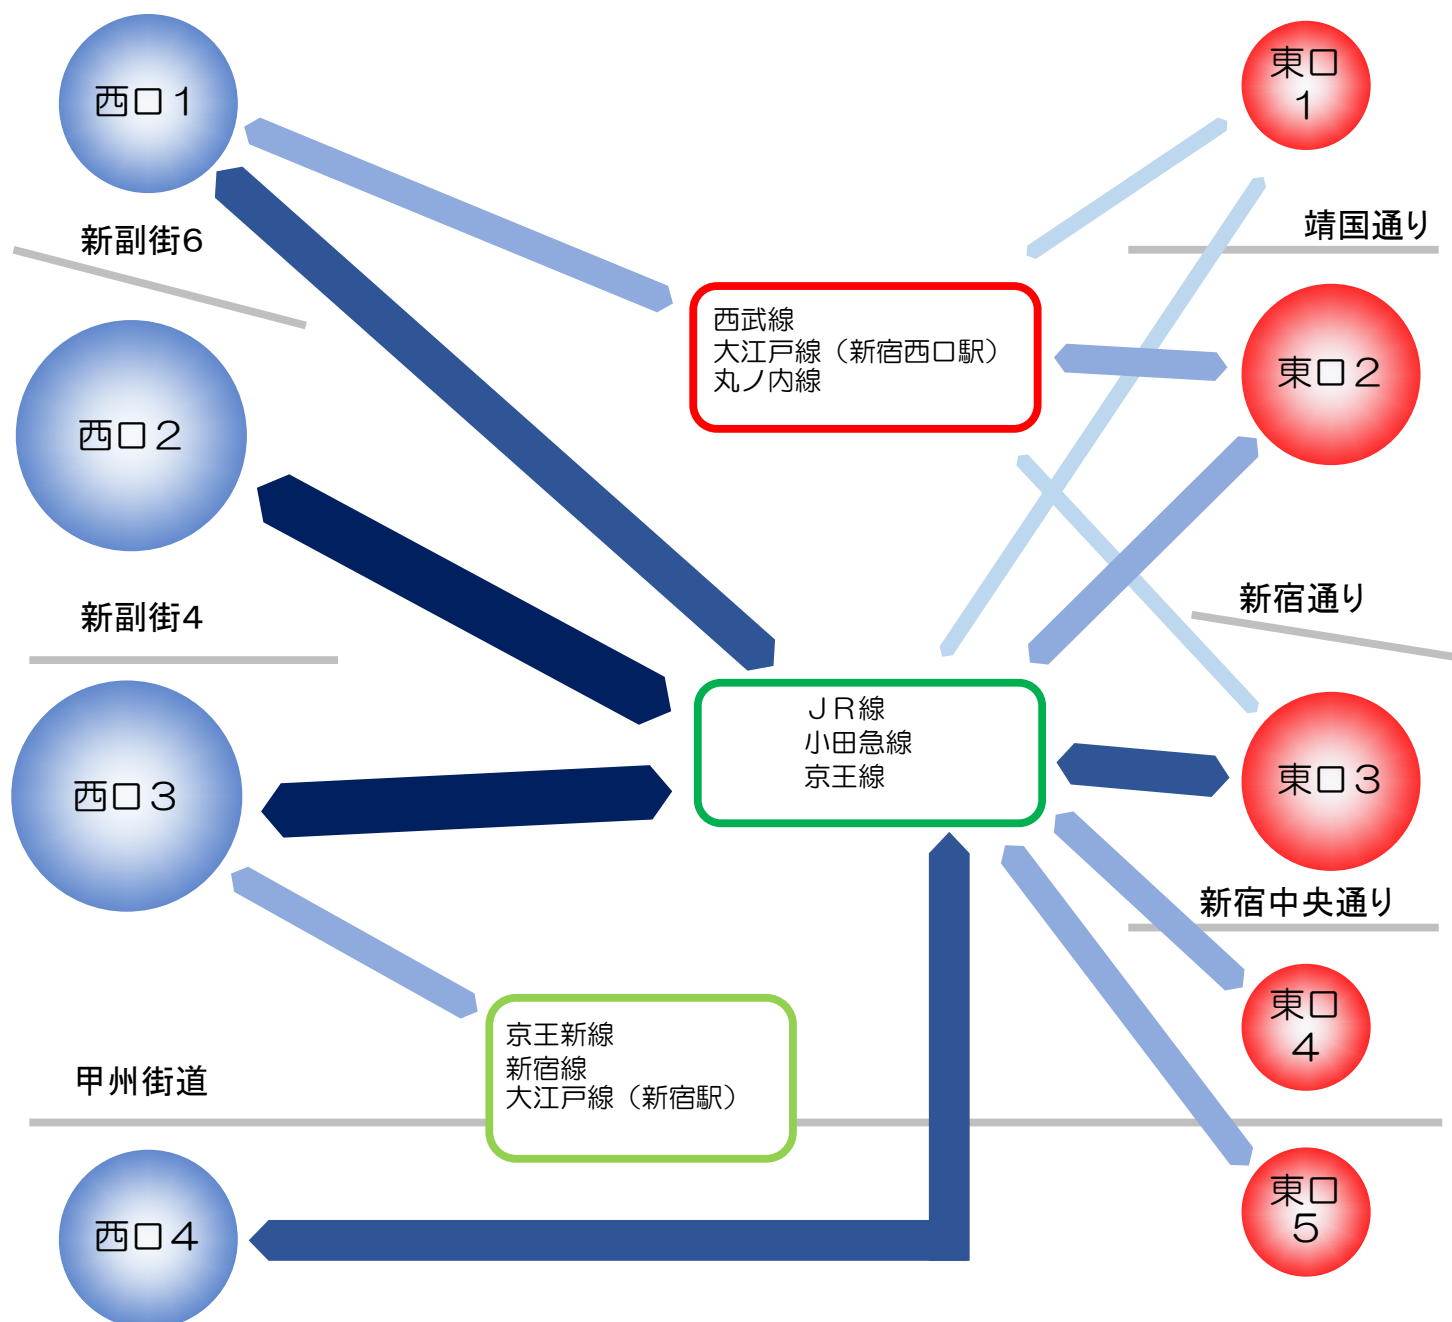 西口１
東口
１
新副街6
靖国通り
西武線
大江戸線（新宿西口駅）
丸ノ内線
東口２
西口２
新副街4
新宿通り
ＪＲ線
小田急線
京王線
西口３
東口３
新宿中央通り
京王新線
新宿線
大江戸線（新宿駅）
東口
４
甲州街道
西口４
東口
５